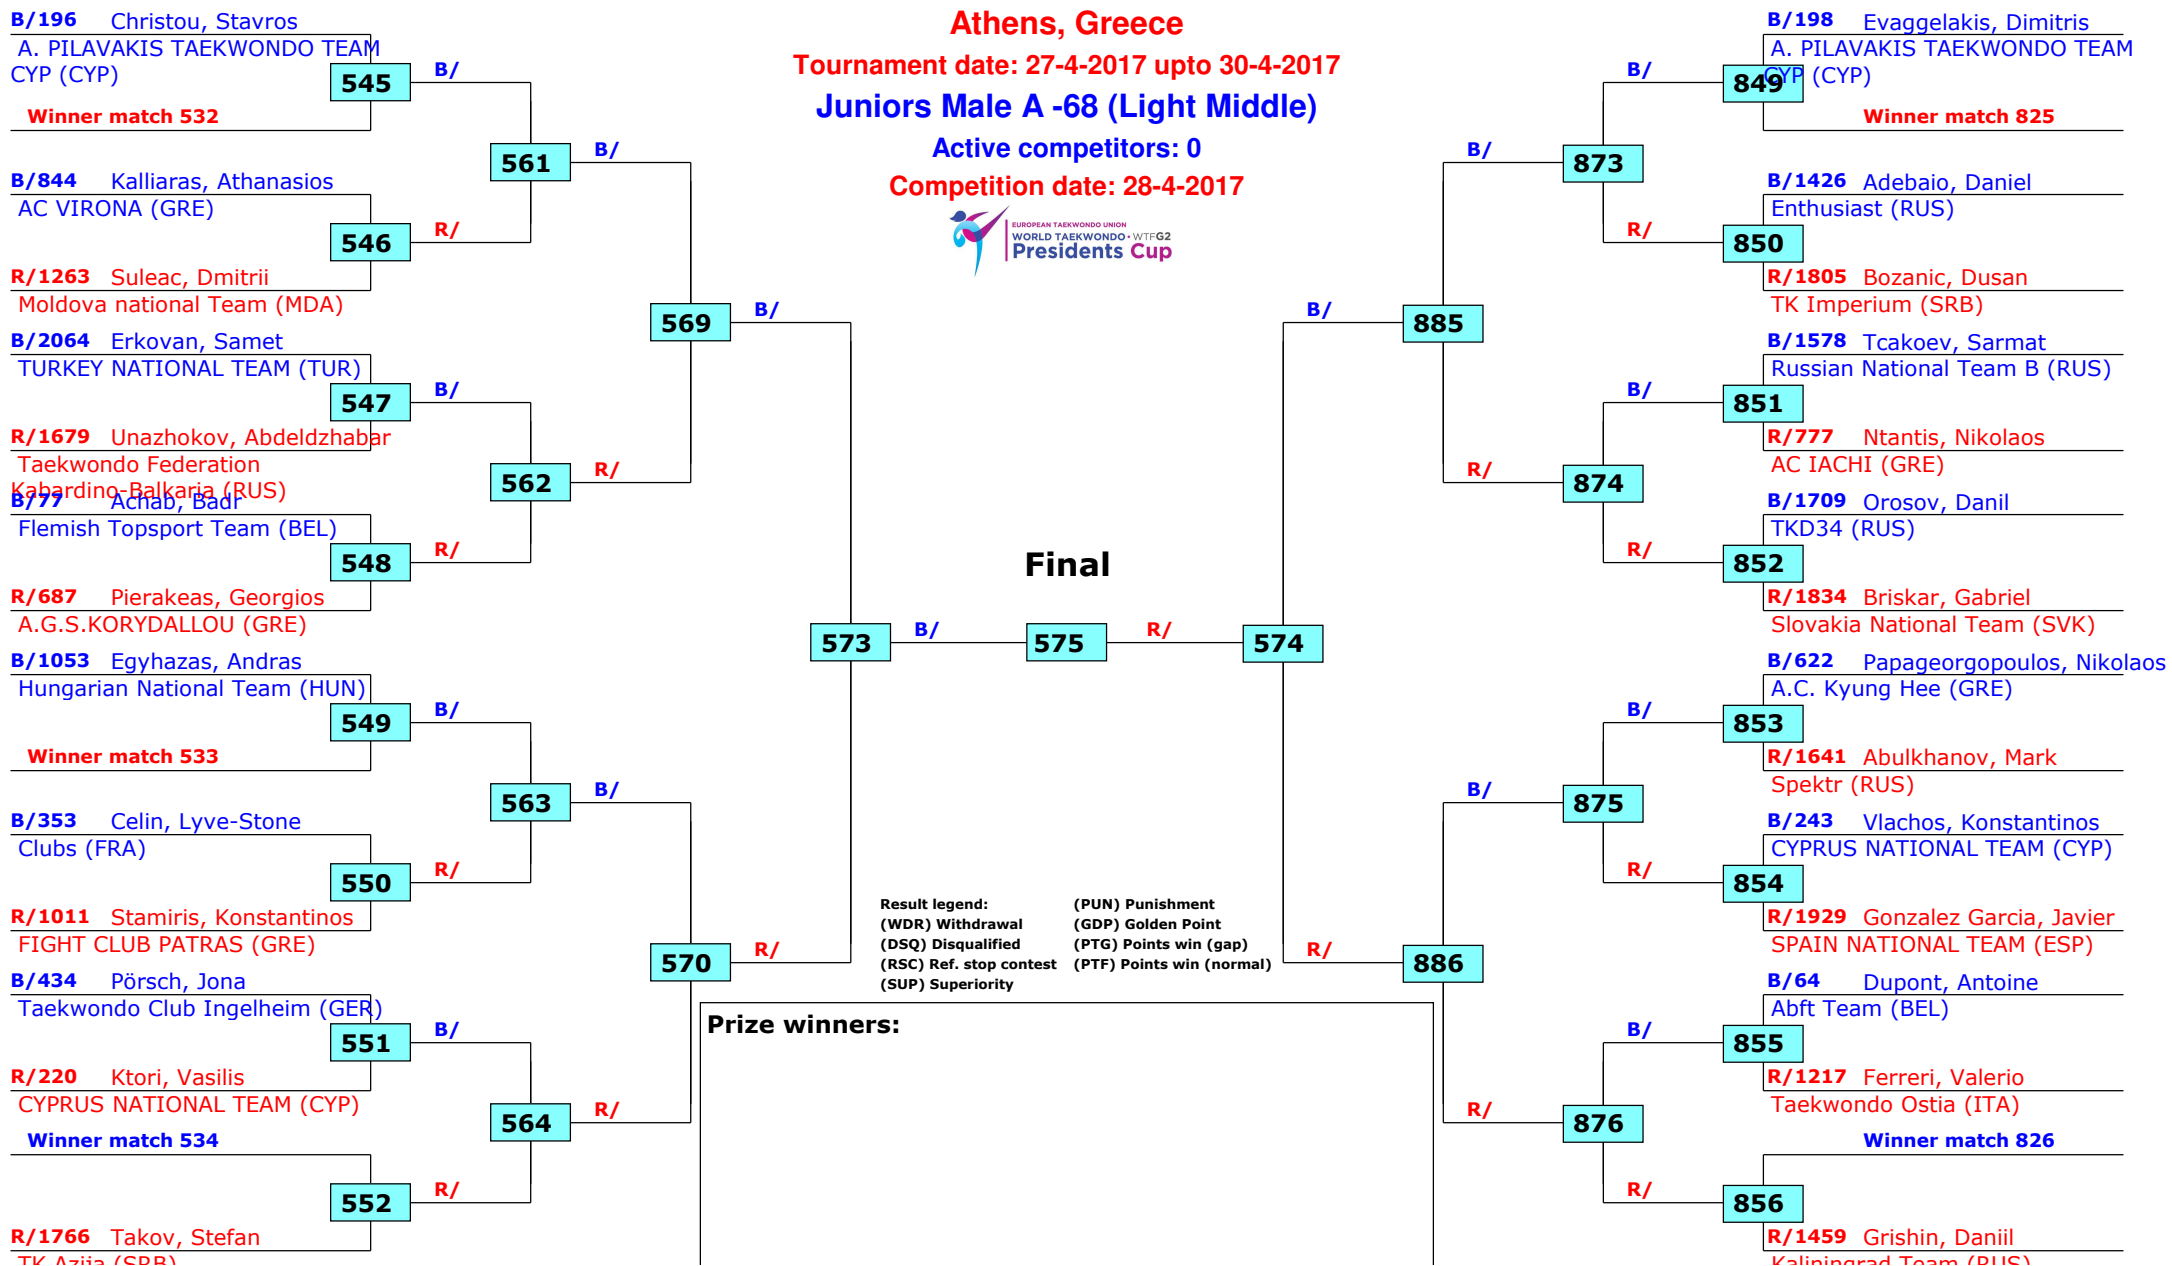 B/196 Christou, Stavros
A. PILAVAKIS TAEKWONDO TEAM
CYP (CYP)
545
B/
Winner match 532
561
B/
B/844 Kalliaras, Athanasios
AC VIRONA (GRE)
546
R/
R/1263 Suleac, Dmitrii
Moldova national Team (MDA)
569
B/
B/2064 Erkovan, Samet
TURKEY NATIONAL TEAM (TUR)
547
B/
R/1679 Unazhokov, Abdeldzhabar
Taekwondo Federation
Kabardino-Balkaria (RUS)
562
R/
B/77 Achab, Badr
Flemish Topsport Team (BEL)
548
R/
R/687 Pierakeas, Georgios
A.G.S.KORYDALLOU (GRE)
573
B/
B/1053 Egyhazas, Andras
Hungarian National Team (HUN)
549
B/
Winner match 533
563
B/
B/353 Celin, Lyve-Stone
Clubs (FRA)
550
R/
R/1011 Stamiris, Konstantinos
FIGHT CLUB PATRAS (GRE)
570
R/
B/434 Pörsch, Jona
Taekwondo Club Ingelheim (GER)
551
B/
R/220 Ktori, Vasilis
CYPRUS NATIONAL TEAM (CYP)
564
R/
Winner match 534
552
R/
R/1766 Takov, Stefan
TK Azija (SRB)
Athens, Greece
Tournament date: 27-4-2017 upto 30-4-2017
Juniors Male A -68 (Light Middle)
Active competitors: 0
Competition date: 28-4-2017
EUROPEAN TAEKWONDO UNION
WORLD TAEKWONDO • WTFG2
Presidents Cup
Final
575
R/
574
Result legend:
(WDR) Withdrawal
(DSQ) Disqualified
(RSC) Ref. stop contest
(SUP) Superiority
(PUN) Punishment
(GDP) Golden Point
(PTG) Points win (gap)
(PTF) Points win (normal)
Prize winners:
B/198 Evaggelakis, Dimitris
A. PILAVAKIS TAEKWONDO TEAM
CYP (CYP)
849
B/
Winner match 825
873
B/
B/1426 Adebaio, Daniel
Enthusiast (RUS)
850
R/
R/1805 Bozanic, Dusan
TK Imperium (SRB)
885
B/
B/1578 Tcakoev, Sarmat
Russian National Team B (RUS)
851
B/
R/777 Ntantis, Nikolaos
AC IACHI (GRE)
874
R/
B/1709 Orosov, Danil
TKD34 (RUS)
852
R/
R/1834 Briskar, Gabriel
Slovakia National Team (SVK)
B/622 Papageorgopoulos, Nikolaos
A.C. Kyung Hee (GRE)
853
B/
R/1641 Abulkhanov, Mark
Spektr (RUS)
875
B/
B/243 Vlachos, Konstantinos
CYPRUS NATIONAL TEAM (CYP)
854
R/
R/1929 Gonzalez Garcia, Javier
SPAIN NATIONAL TEAM (ESP)
886
R/
B/64 Dupont, Antoine
Abft Team (BEL)
855
B/
R/1217 Ferreri, Valerio
Taekwondo Ostia (ITA)
876
R/
Winner match 826
856
R/
R/1459 Grishin, Daniil
Kaliningrad Team (RUS)